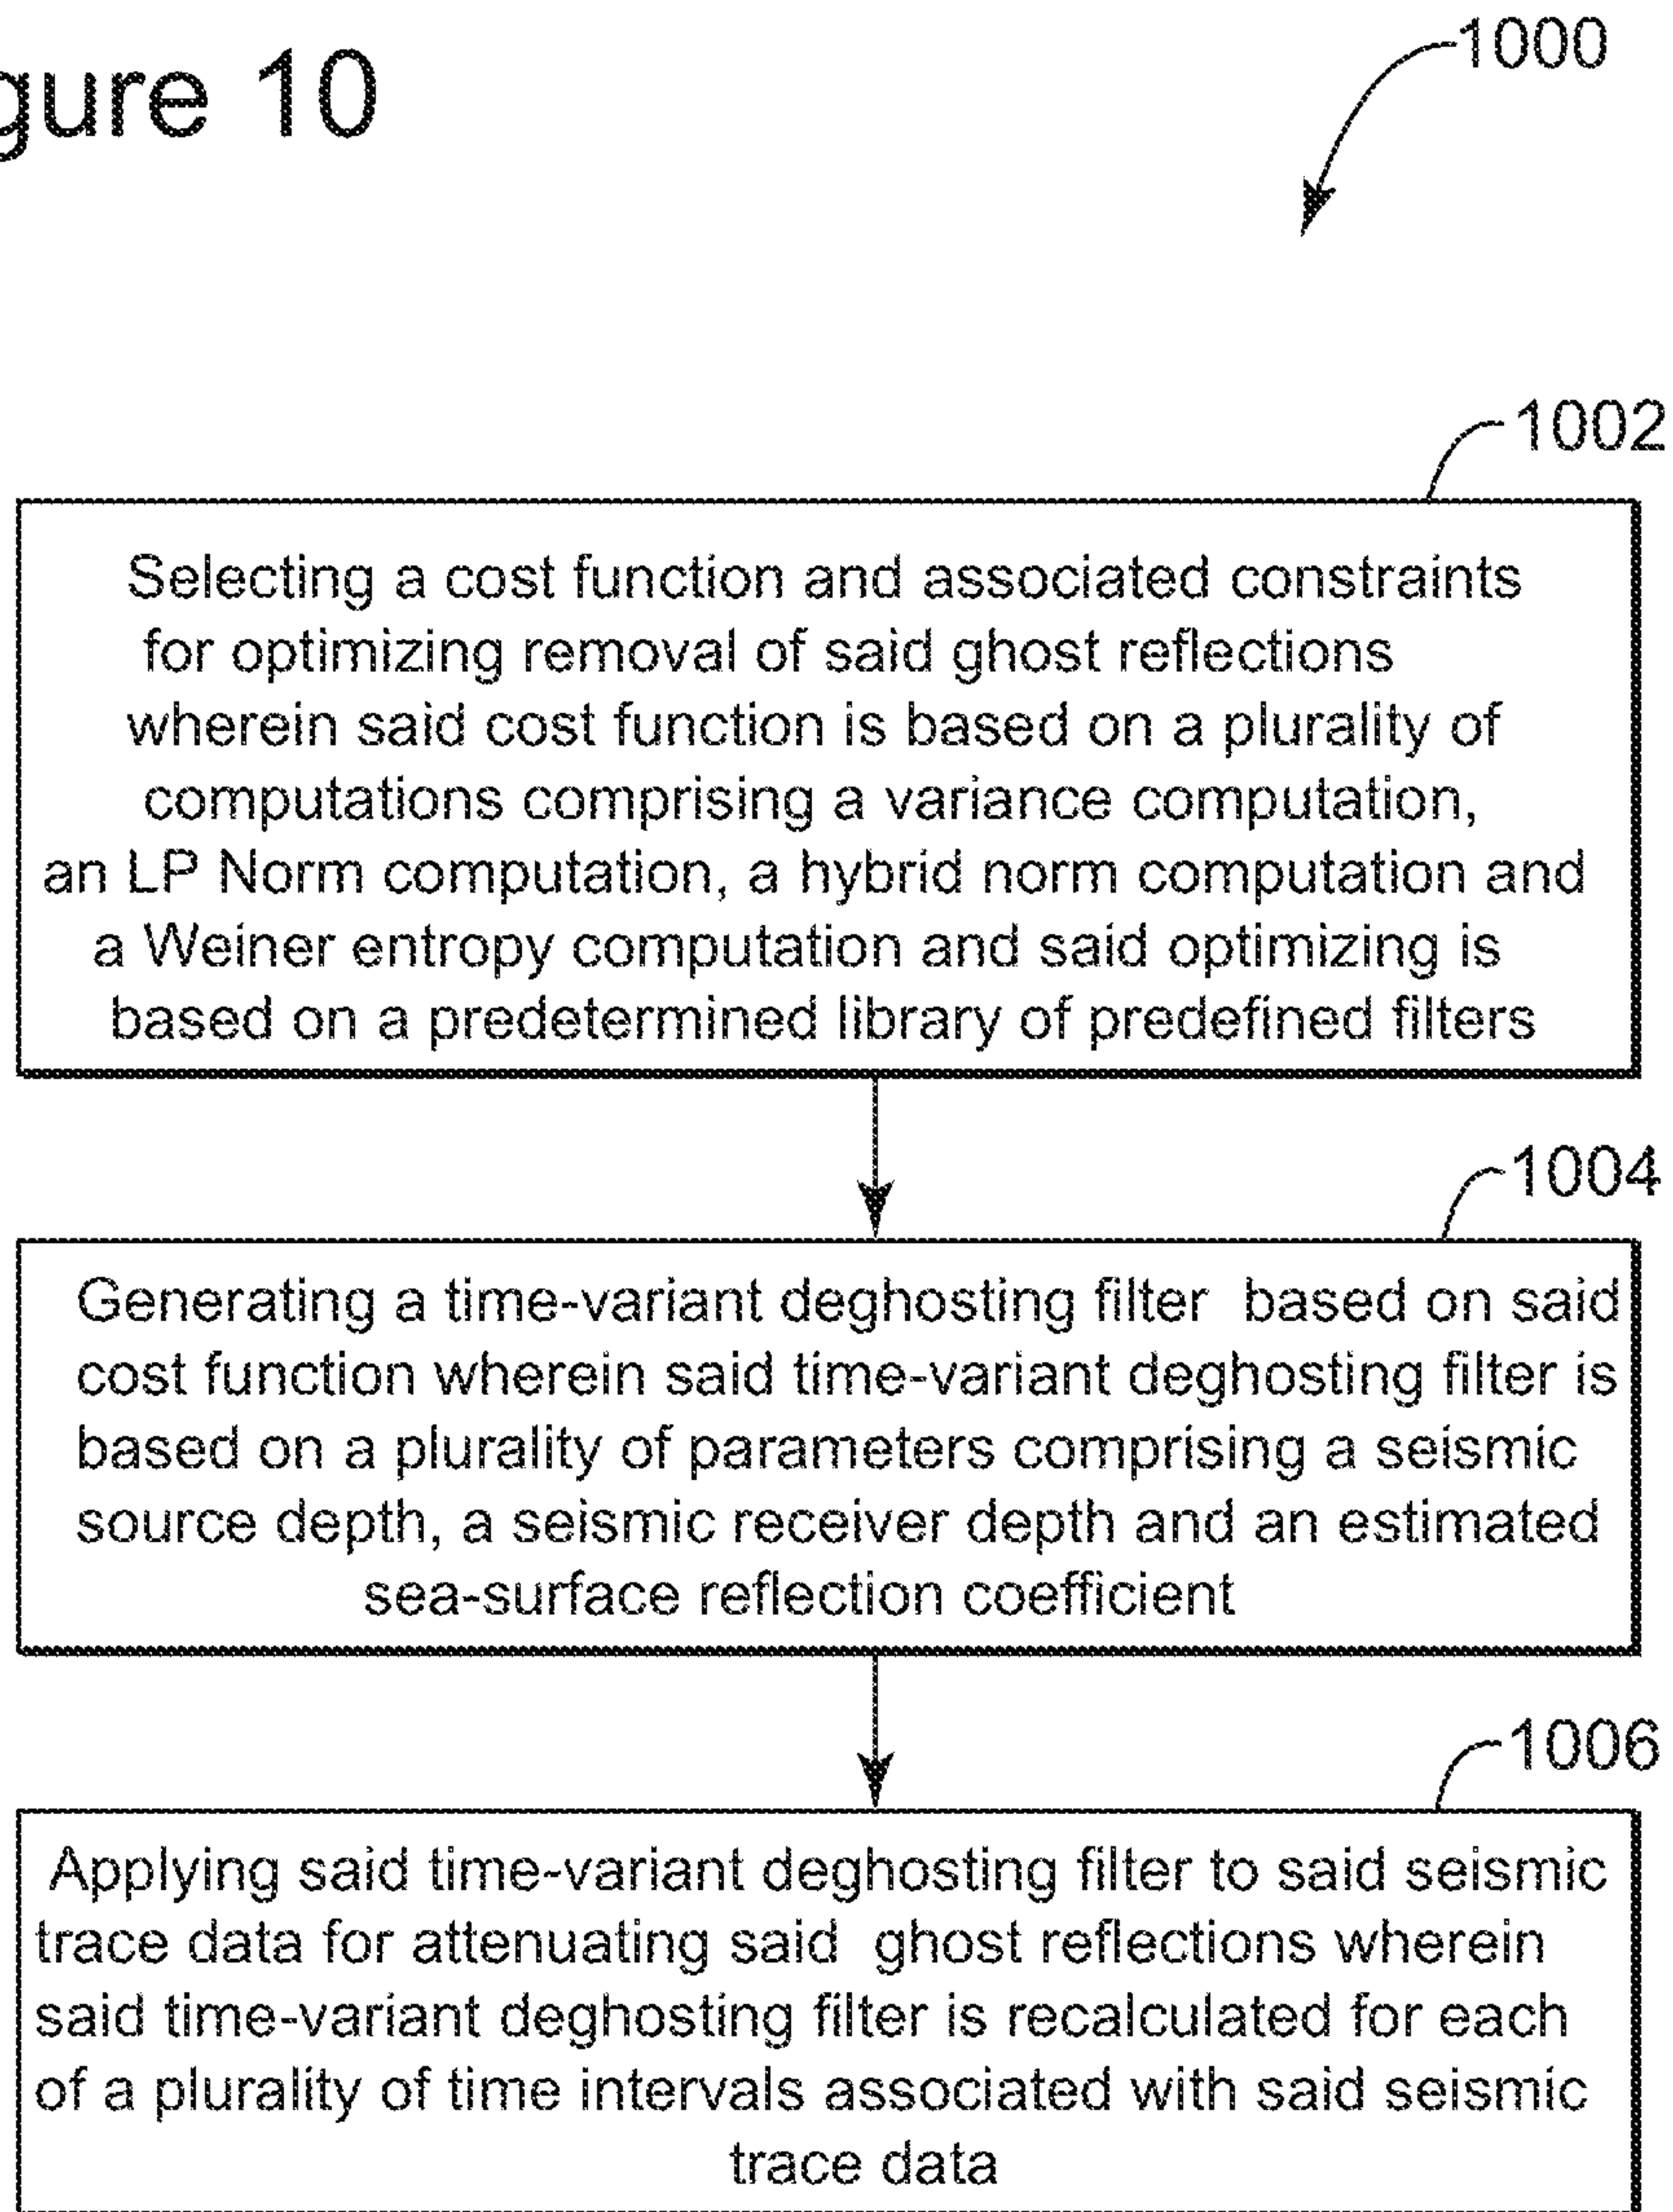 gure 10
1000
1002
Selecting a cost function and associated constraints
for optimizing removal of said ghost reflections
wherein said cost function is based on a plurality of
computations comprising a variance computation,
an LP Norm computation, a hybrid norm computation and
a Weiner entropy computation and said optimizing is
based on a predetermined library of predefined filters
1004
Generating a time-variant deghosting filter based on said
cost function wherein said time-variant deghosting filter is
based on a plurality of parameters comprising a seismic
source depth, a seismic receiver depth and an estimated
sea-surface reflection coefficient
1006
Applying said time-variant deghosting filter to said seismic
trace data for attenuating said ghost reflections wherein
said time-variant deghosting filter is recalculated for each
of a plurality of time intervals associated with said seismic
trace data